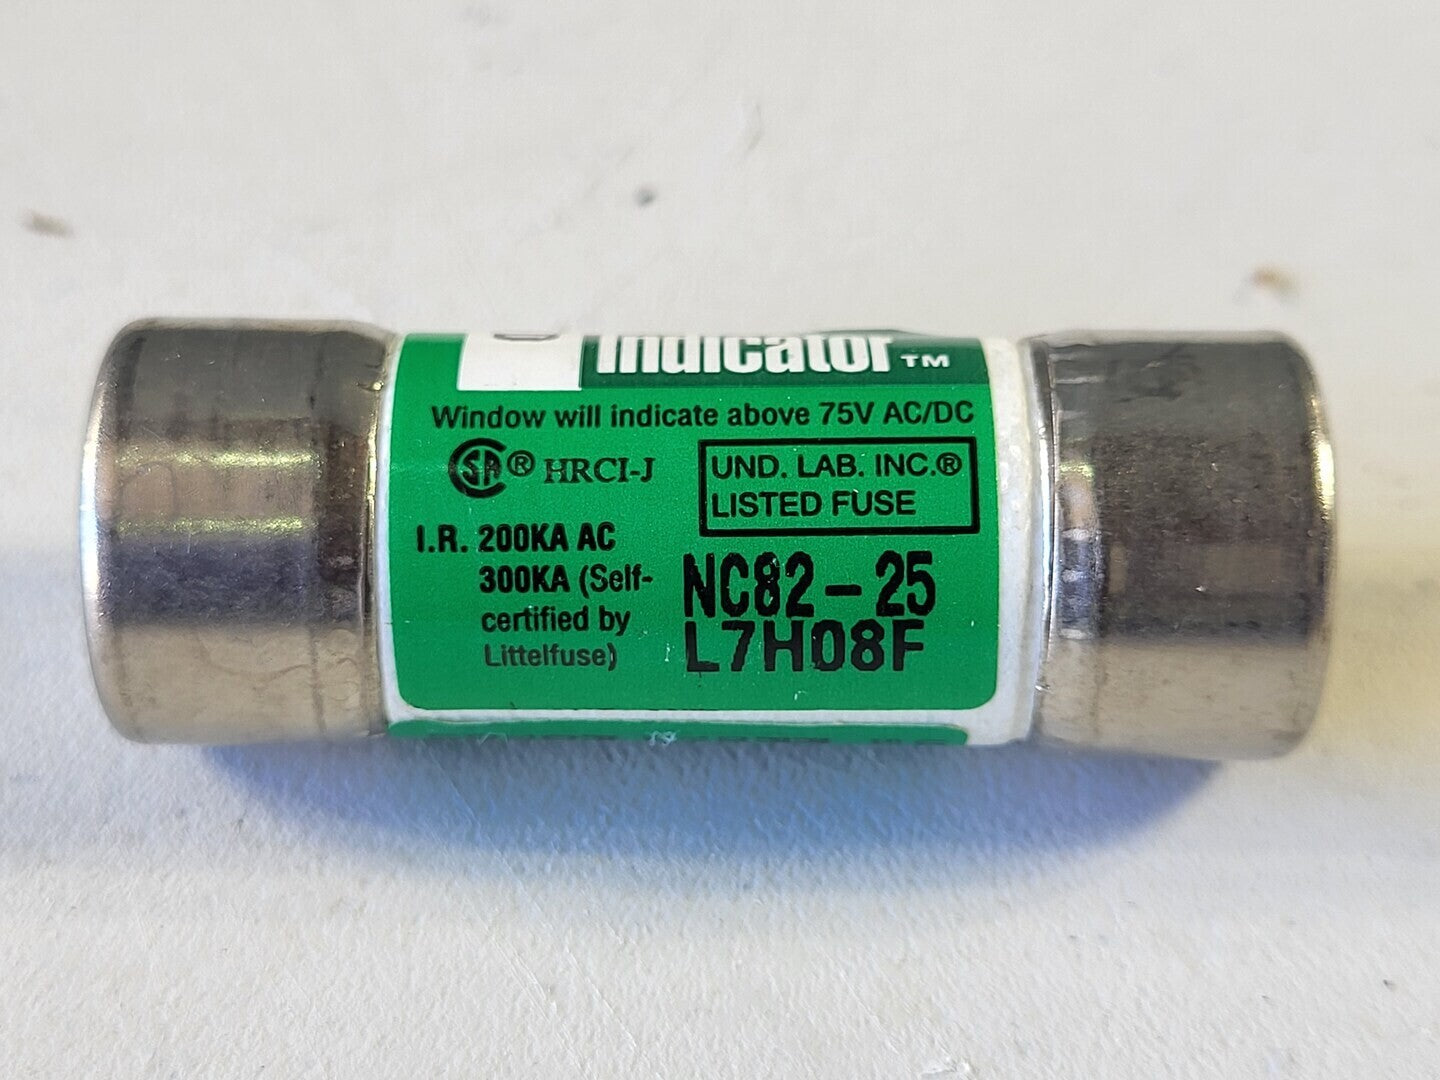 Indicator™
Window will indicate above 75V AC/DC
SA® HRCI-J
UND. LAB. INC.®
LISTED FUSE
I.R. 200KA AC
300KA (Self-
certified by
Littelfuse)
NC82-25
L7H08F